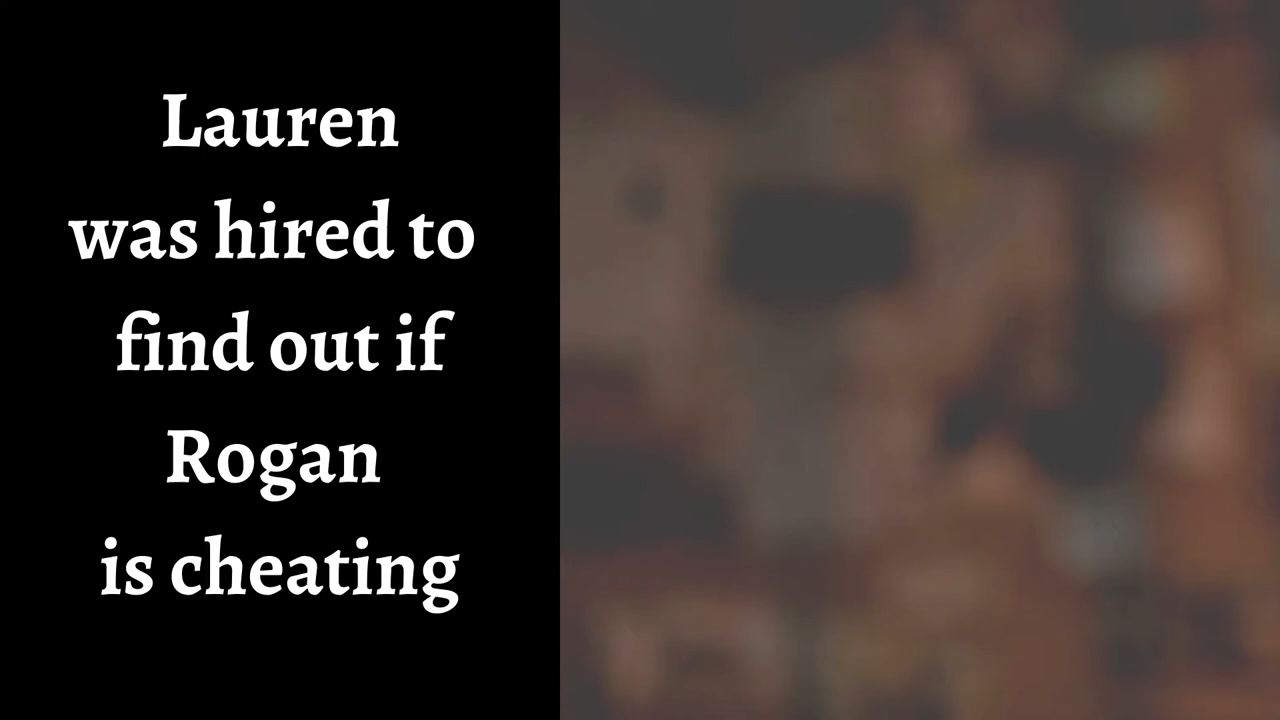 Lauren
was hired to
find out if
Rogan
is cheating